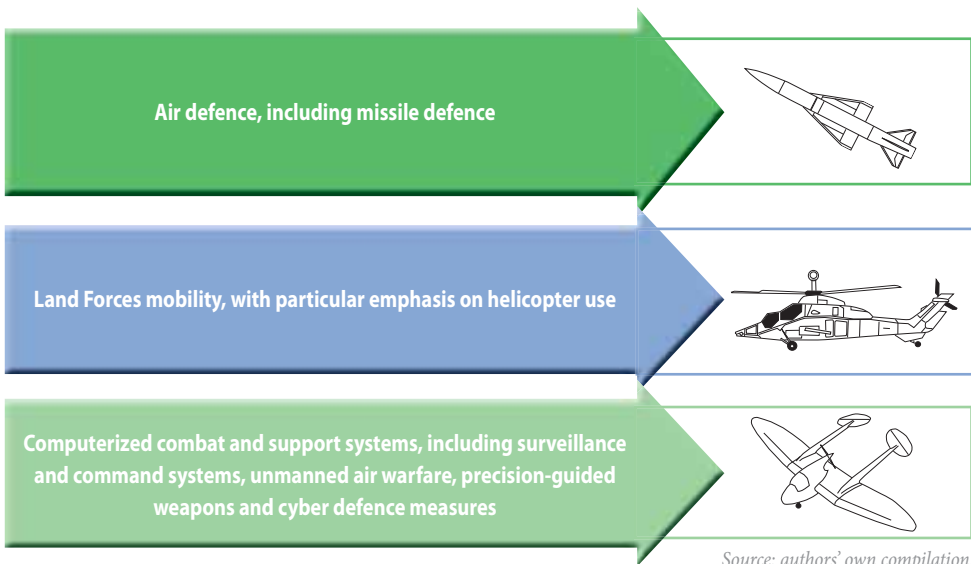 Air defence, including missile defence
Land Forces mobility, with particular emphasis on helicopter use
Computerized combat and support systems, including surveillance
and command systems, unmanned air warfare, precision-guided
weapons and cyber defence measures
Source: authors' own compilation